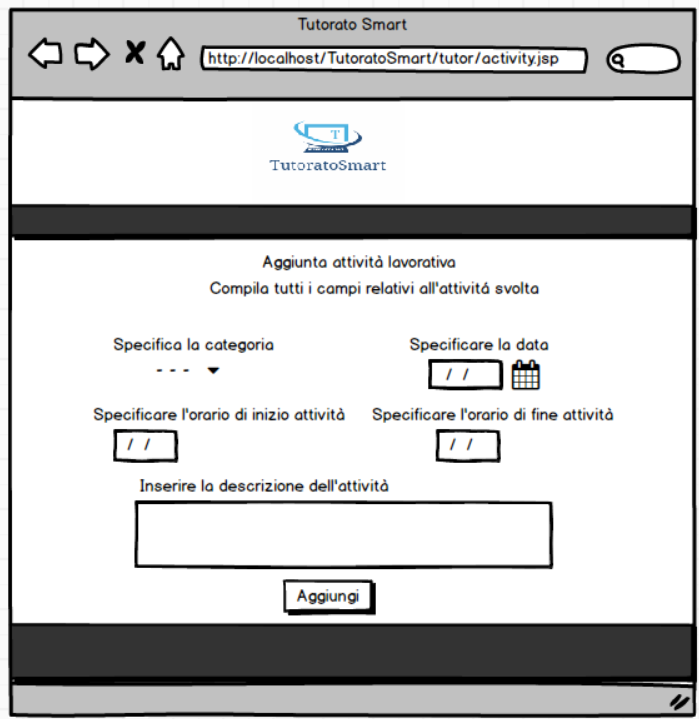 Tutorato Smart
http://localhost/TutoratoSmart/tutor/activity.jsp
T
TutoratoSmart
Aggiunta attività lavorativa
Compila tutti i campi relativi all'attivitá svolta
Specifica la categoria
Specificare la data
- - -
/ /
Specificare l'orario di inizio attività
Specificare l'orario di fine attività
/ /
/ /
Inserire la descrizione dell'attività
Aggiungi